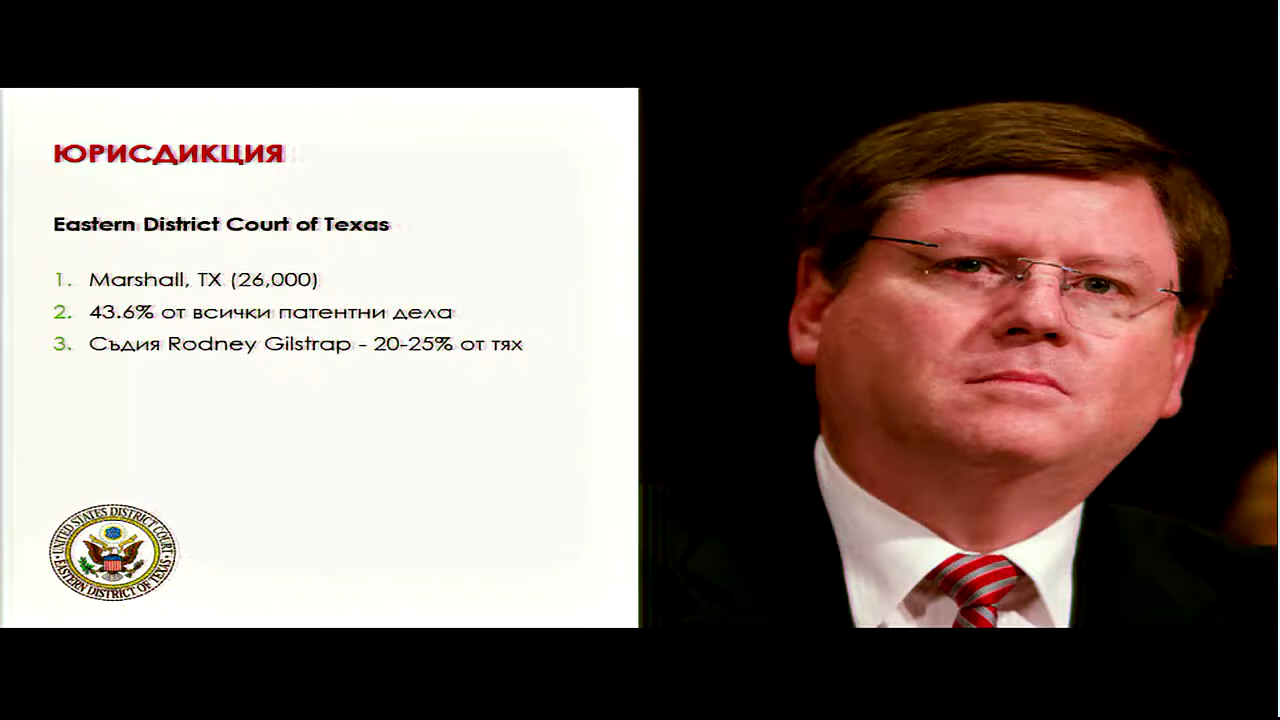 ЮРИСДИКЦИЯ
Eastern District Court of Texas
1. Marshall, TX (26,000)
2. 43.6% от всички патентни дела
3. Съдия Rodney Gilstrap - 20-25% от тях
UNITED STATES DISTRICT COURT
EASTERN DISTRICT OF TEXAS